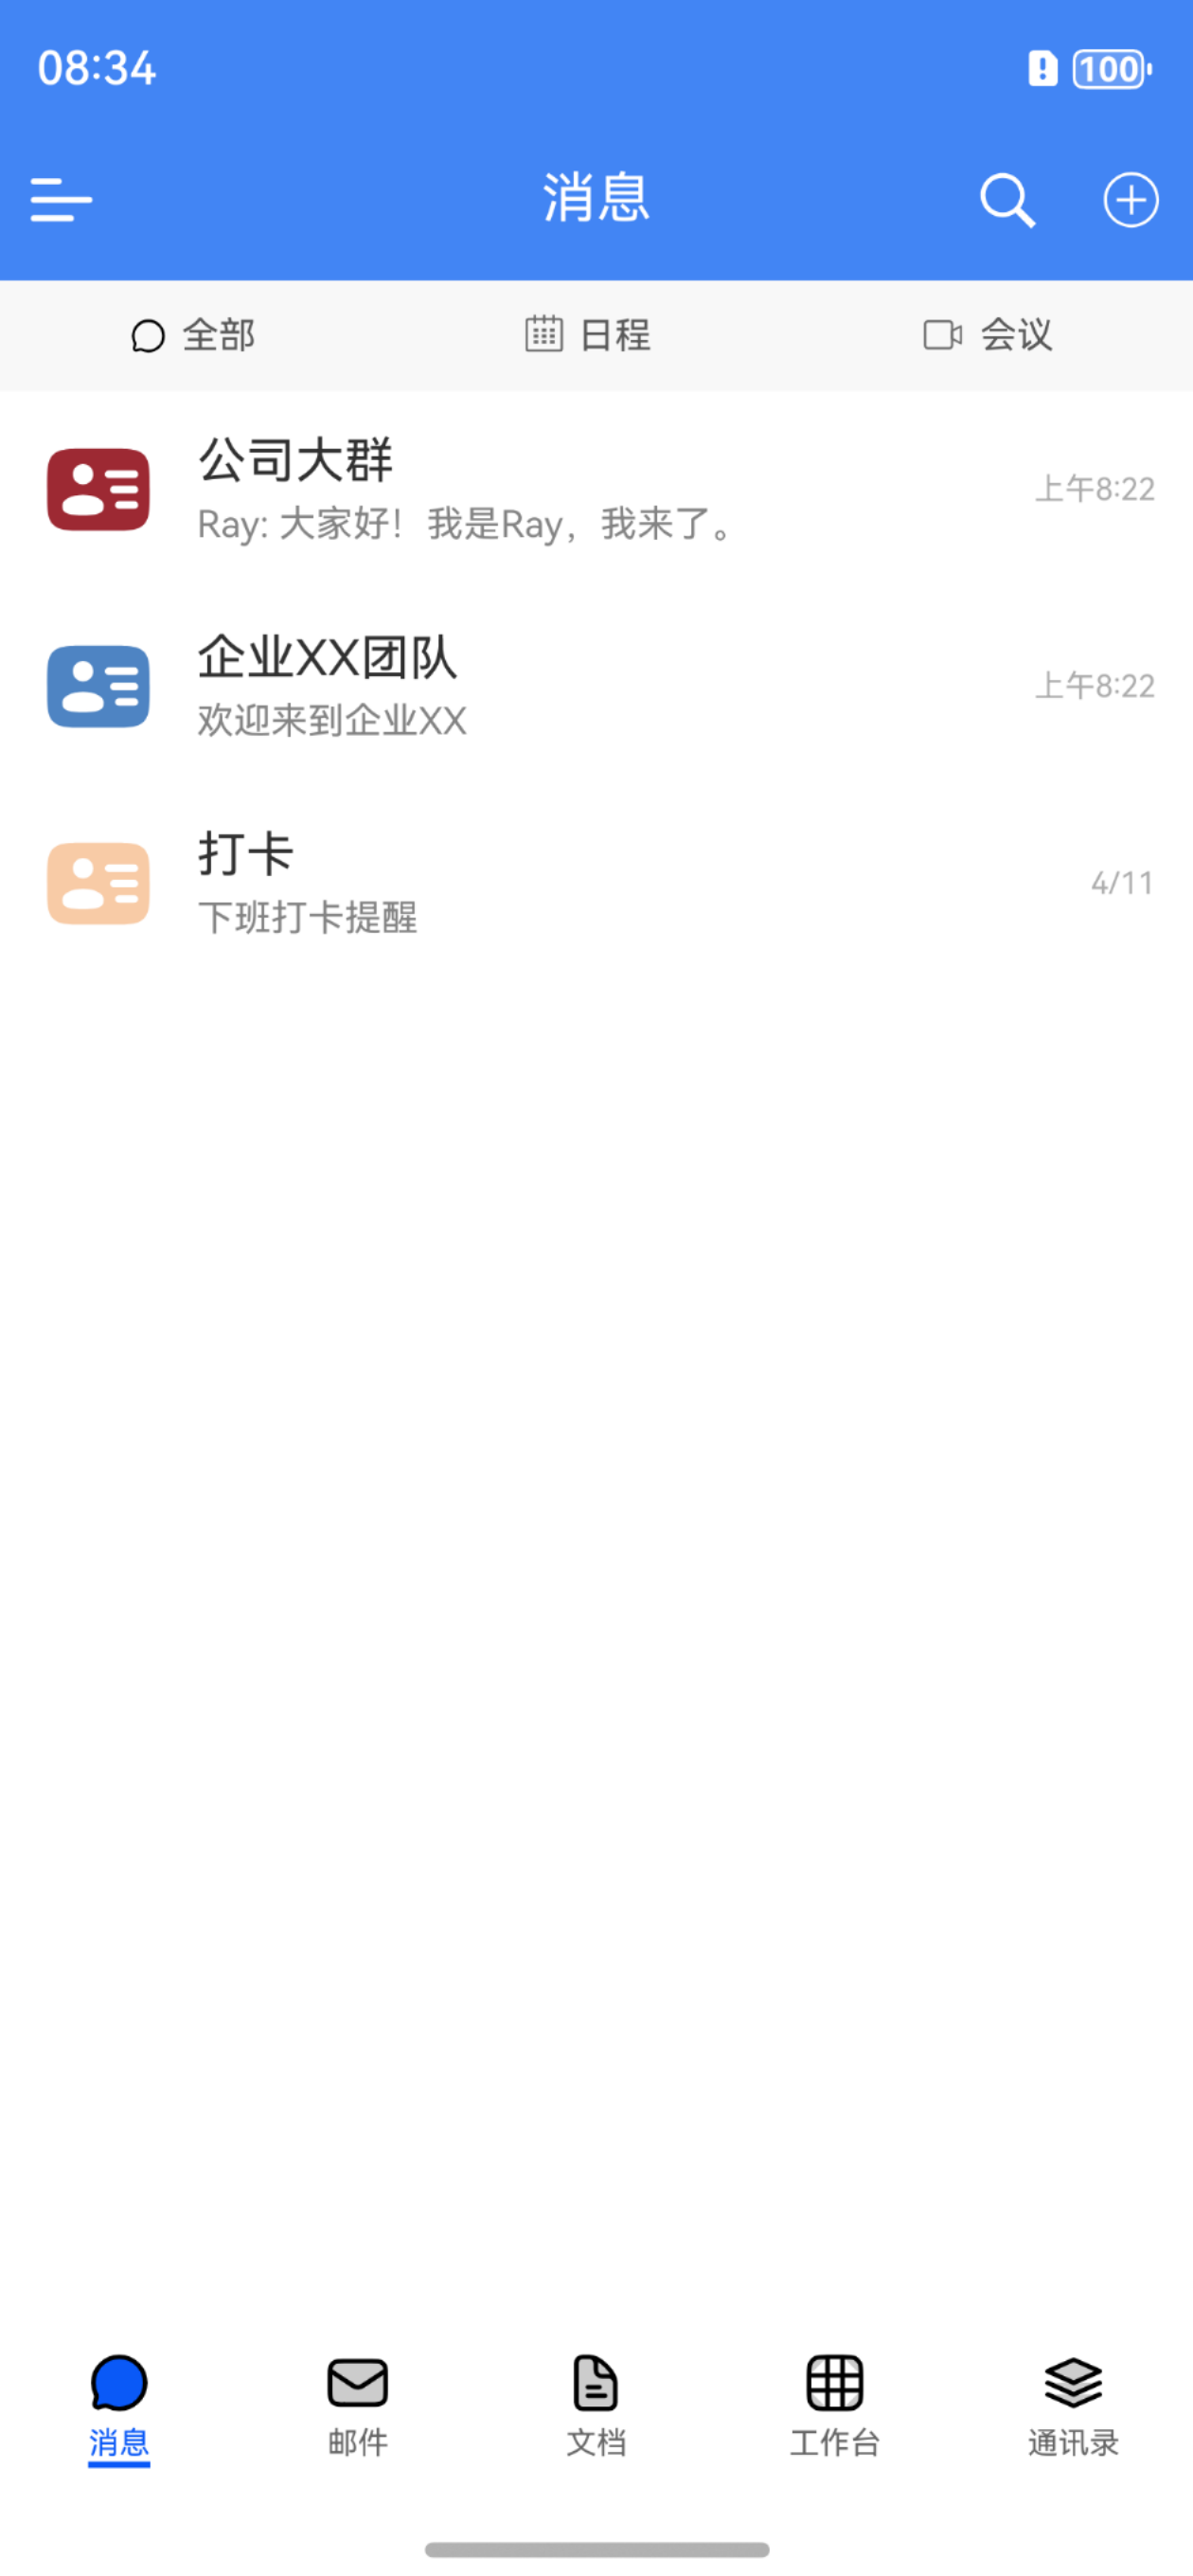 08:34
100
消息
全部
日程
会议
公司大群
上午8:22
Ray: 大家好！我是Ray，我来了。
企业XX团队
上午8:22
欢迎来到企业XX
打卡
4/11
下班打卡提醒
消息
邮件
文档
工作台
通讯录